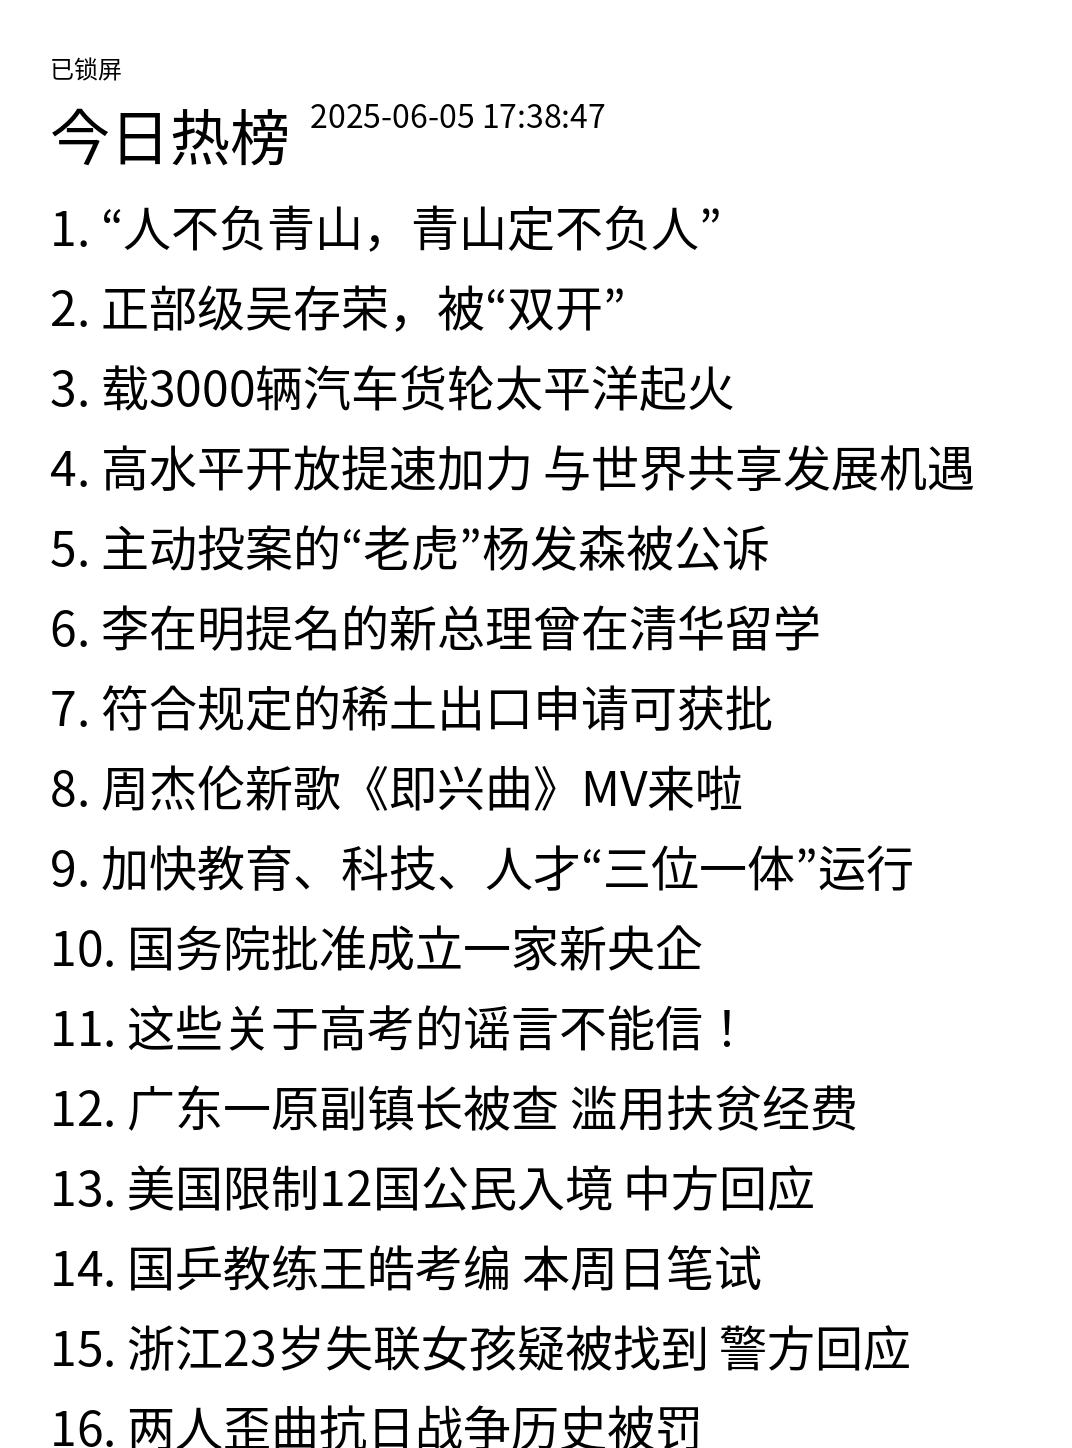 已锁屏
今日热榜 2025-06-05 17:38:47
1. “人不负青山，青山定不负人”
2. 正部级吴存荣，被“双开”
3. 载3000辆汽车货轮太平洋起火
4. 高水平开放提速加力 与世界共享发展机遇
5. 主动投案的“老虎”杨发森被公诉
6. 李在明提名的新总理曾在清华留学
7. 符合规定的稀土出口申请可获批
8. 周杰伦新歌《即兴曲》MV来啦
9. 加快教育、科技、人才“三位一体”运行
10. 国务院批准成立一家新央企
11. 这些关于高考的谣言不能信！
12. 广东一原副镇长被查 滥用扶贫经费
13. 美国限制12国公民入境 中方回应
14. 国乒教练王皓考编 本周日笔试
15. 浙江23岁失联女孩疑被找到 警方回应
16. 两人歪曲抗日战争历史被罚